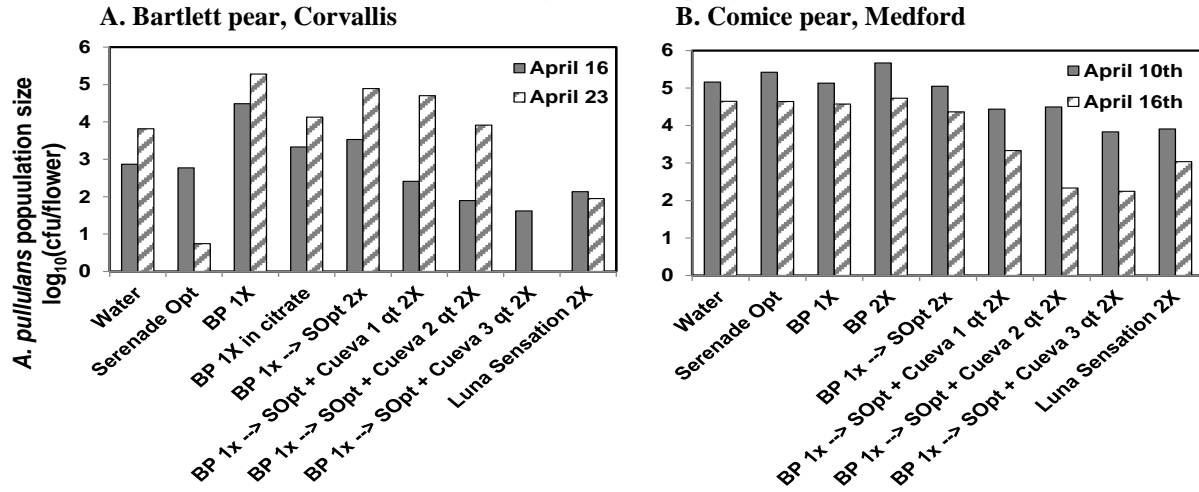 A. Bartlett pear, Corvallis
A. pullulans popuulation size
log10(cfu/flower)
6
5
4
3
2
1
0
April 16
April 23
Water
Serenade Opt
BP 1X
BP 1X in citrate
BP 1x --> SOpt 2x
BP 1x --> SOpt + Cueva 1 qt 2X
BP 1x --> SOpt + Cueva 2 qt 2X
BP 1x --> SOpt + Cueva 3 qt 2X
Luna Sensation 2X
B. Comice pear, Medford
6
5
4
3
2
1
0
April 10th
April 16th
Water
Serenade Opt
BP 1X
BP 2X
BP 1x --> SOpt 2x
BP 1x --> SOpt + Cueva 1 qt 2X
BP 1x --> SOpt + Cueva 2 qt 2X
BP 1x --> SOpt + Cueva 3 qt 2X
Luna Sensation 2X